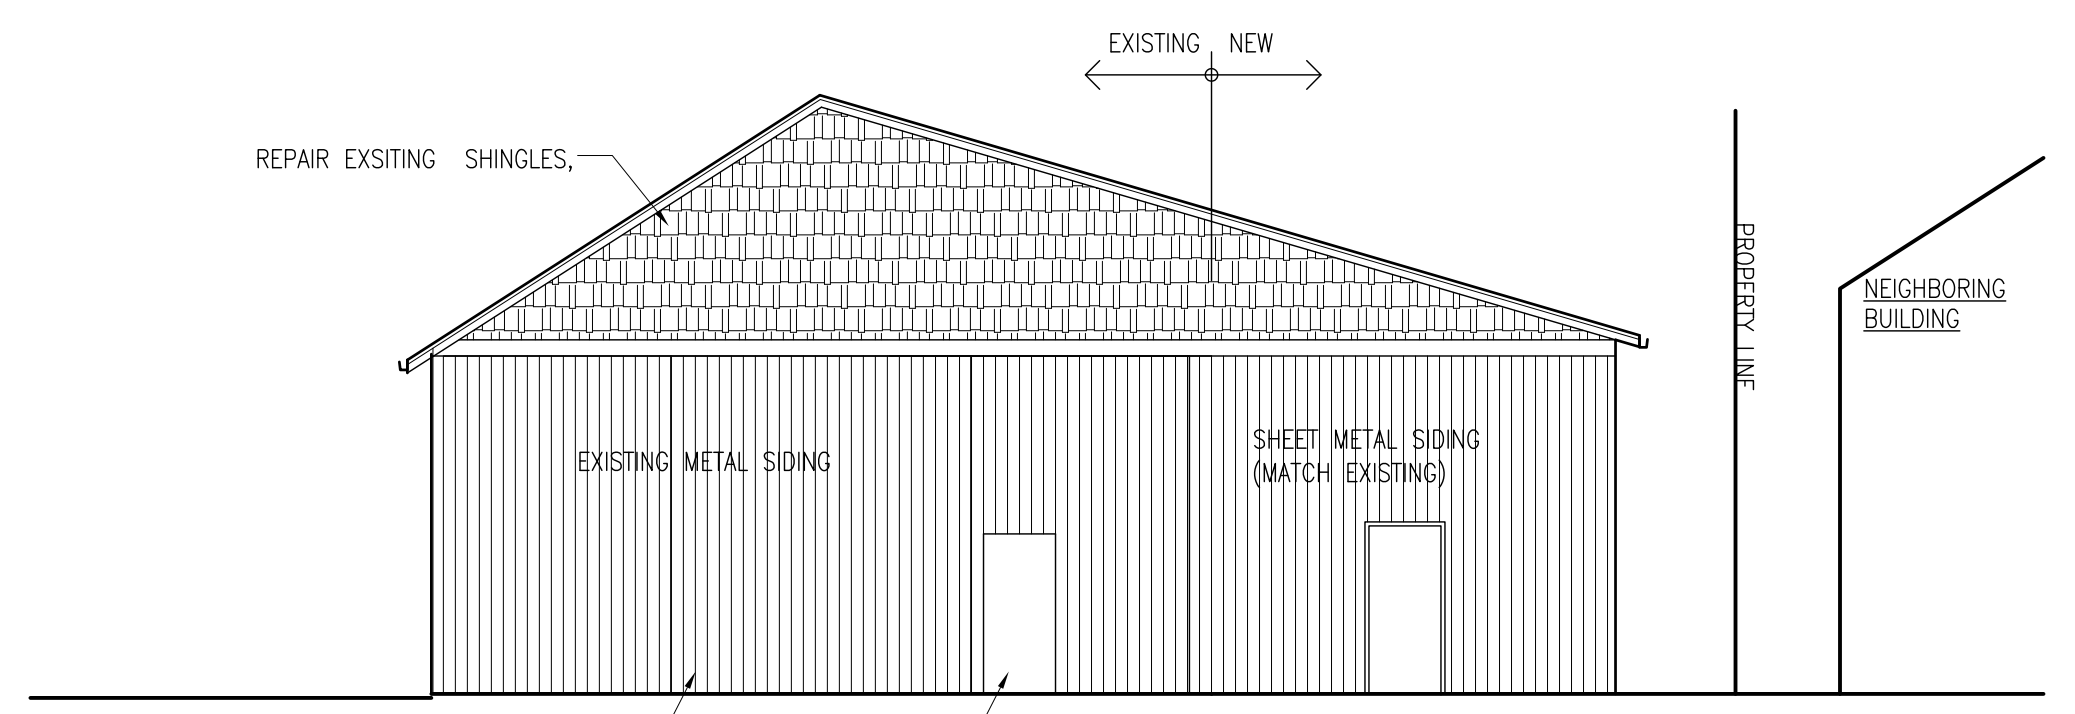 EXISTING NEW
REPAIR EXSITING SHINGLES,
PROPERTY LINE
NEIGHBORING
BUILDING
EXISTING METAL SIDING
SHEET METAL SIDING
(MATCH EXISTING)